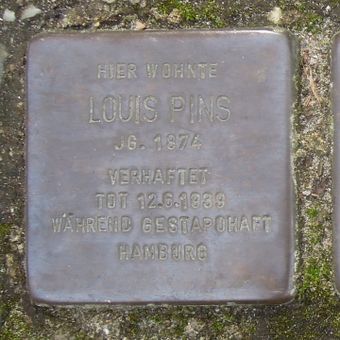 HIER WOHNTE
LOUIS PINS
JG. 1874
VERHAFTET
TOT 12.6.1939
WÄHREND GESTAPOHAFT
HAMBURG